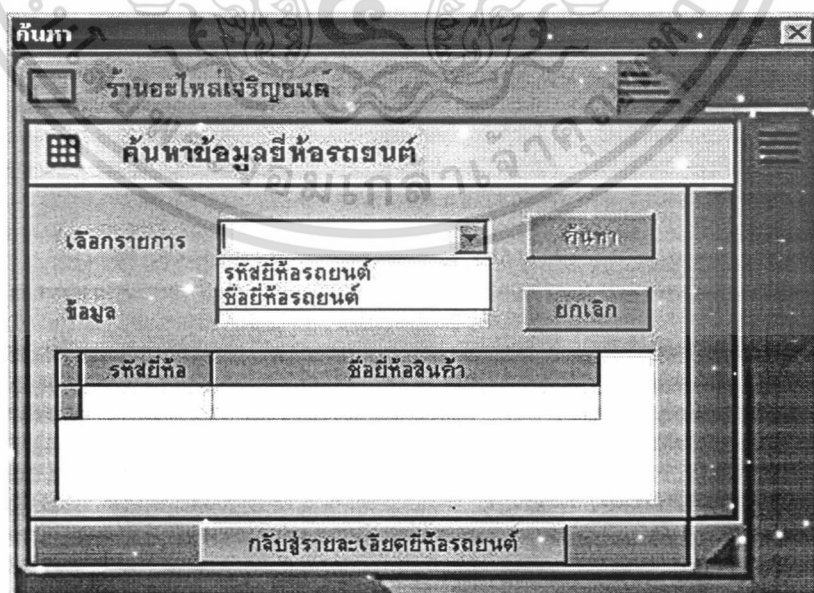 ค้นหา
ร้านอะไหล่เจริญยนต์
ค้นหาข้อมูลยี่ห้อรถยนต์
เลือกรายการ
ค้นหา
รหัสยี่ห้อรถยนต์
ชื่อยี่ห้อรถยนต์
ข้อมูล
ยกเลิก
รหัสยี่ห้อ ชื่อยี่ห้อสินค้า
กลับสู่รายละเอียดยี่ห้อรถยนต์